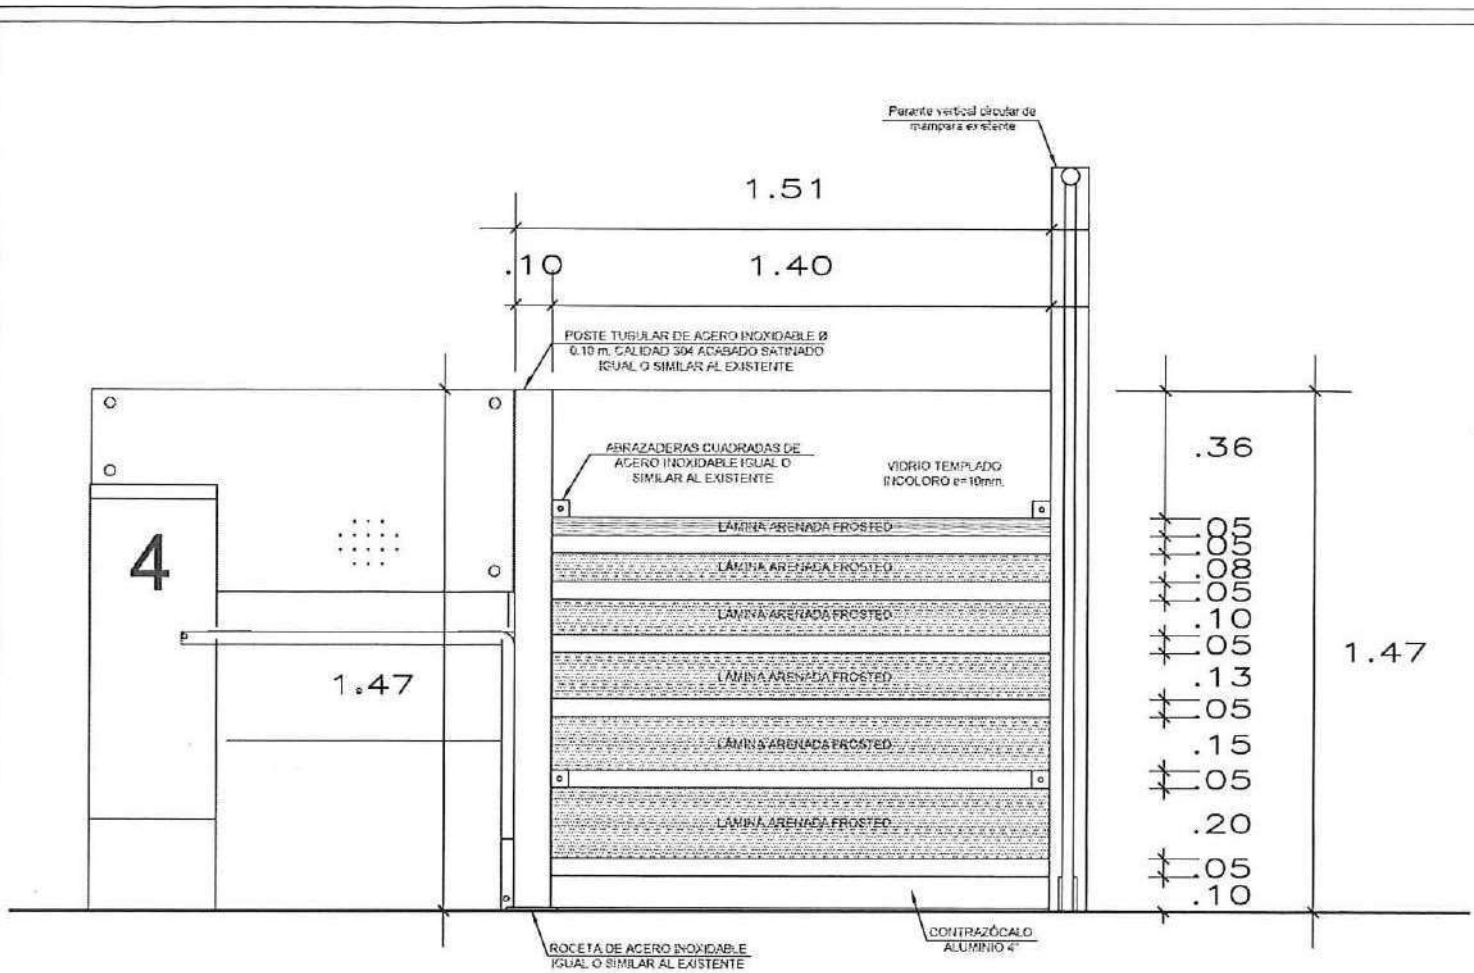 Parante vertical circular de
mampara existente
1.51
.10
1.40
POSTE TUBULAR DE ACERO INOXIDABLE Ø
0.10 m. CALIDAD 304 ACABADO SATINADO
IGUAL O SIMILAR AL EXISTENTE
ABRAZADERAS CUADRADAS DE
ACERO INOXIDABLE IGUAL O
SIMILAR AL EXISTENTE
VIDRIO TEMPLADO
INCOLORO e=10mm.
.36
LÁMINA ARENADA FROSTED
.05
.05
4
LÁMINA ARENADA FROSTED
.08
.05
LÁMINA ARENADA FROSTED
.10
.05
1.47
LÁMINA ARENADA FROSTED
.13
1.47
.05
LÁMINA ARENADA FROSTED
.15
.05
LÁMINA ARENADA FROSTED
.20
.05
.10
ROCETA DE ACERO INOXIDABLE
IGUAL O SIMILAR AL EXISTENTE
CONTRAZÓCALO
ALUMINIO 4"